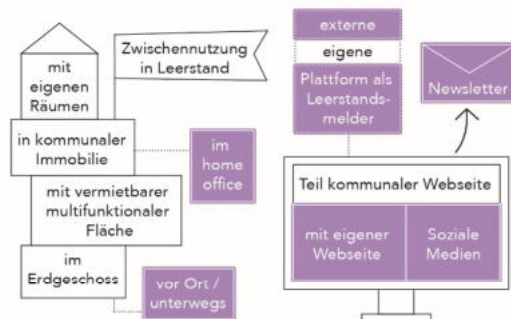 mit
eigenen
Räumen
Zwischennutzung
in Leerstand
in kommunaler
Immobilie
im
home
office
mit vermietbarer
multifunktionaler
Fläche
im
Erdgeschoss
vor Ort /
unterwegs
externe
eigene
Plattform als
Leerstands-
melder
Newsletter
Teil kommunaler Webseite
mit eigener
Webseite
Soziale
Medien